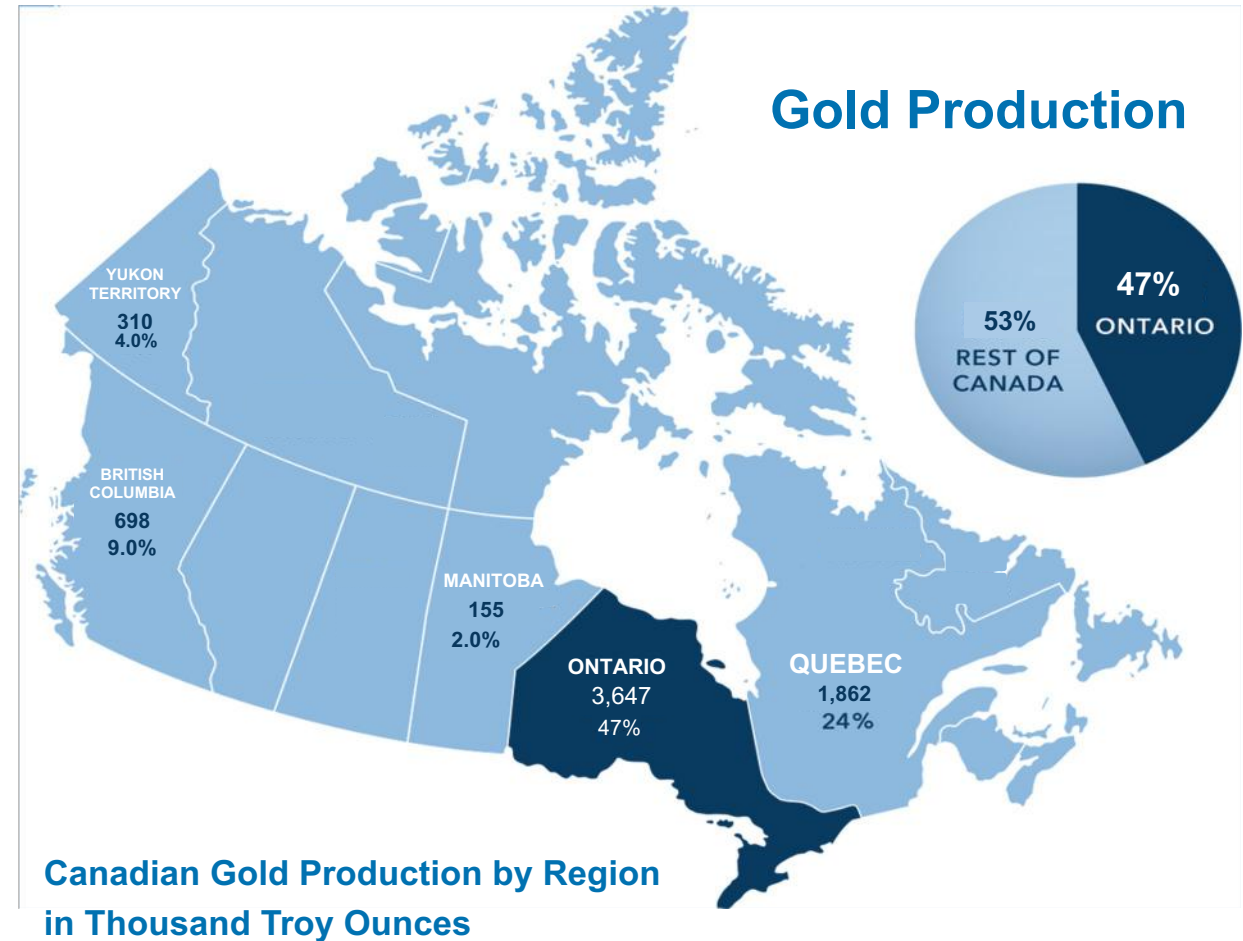 Gold Production
47%
ONTARIO
53%
REST OF
CANADA
YUKON
TERRITORY
310
4.0%
BRITISH
COLUMBIA
698
9.0%
MANITOBA
155
2.0%
ONTARIO
3,647
47%
QUEBEC
1,862
24%
Canadian Gold Production by Region
in Thousand Troy Ounces